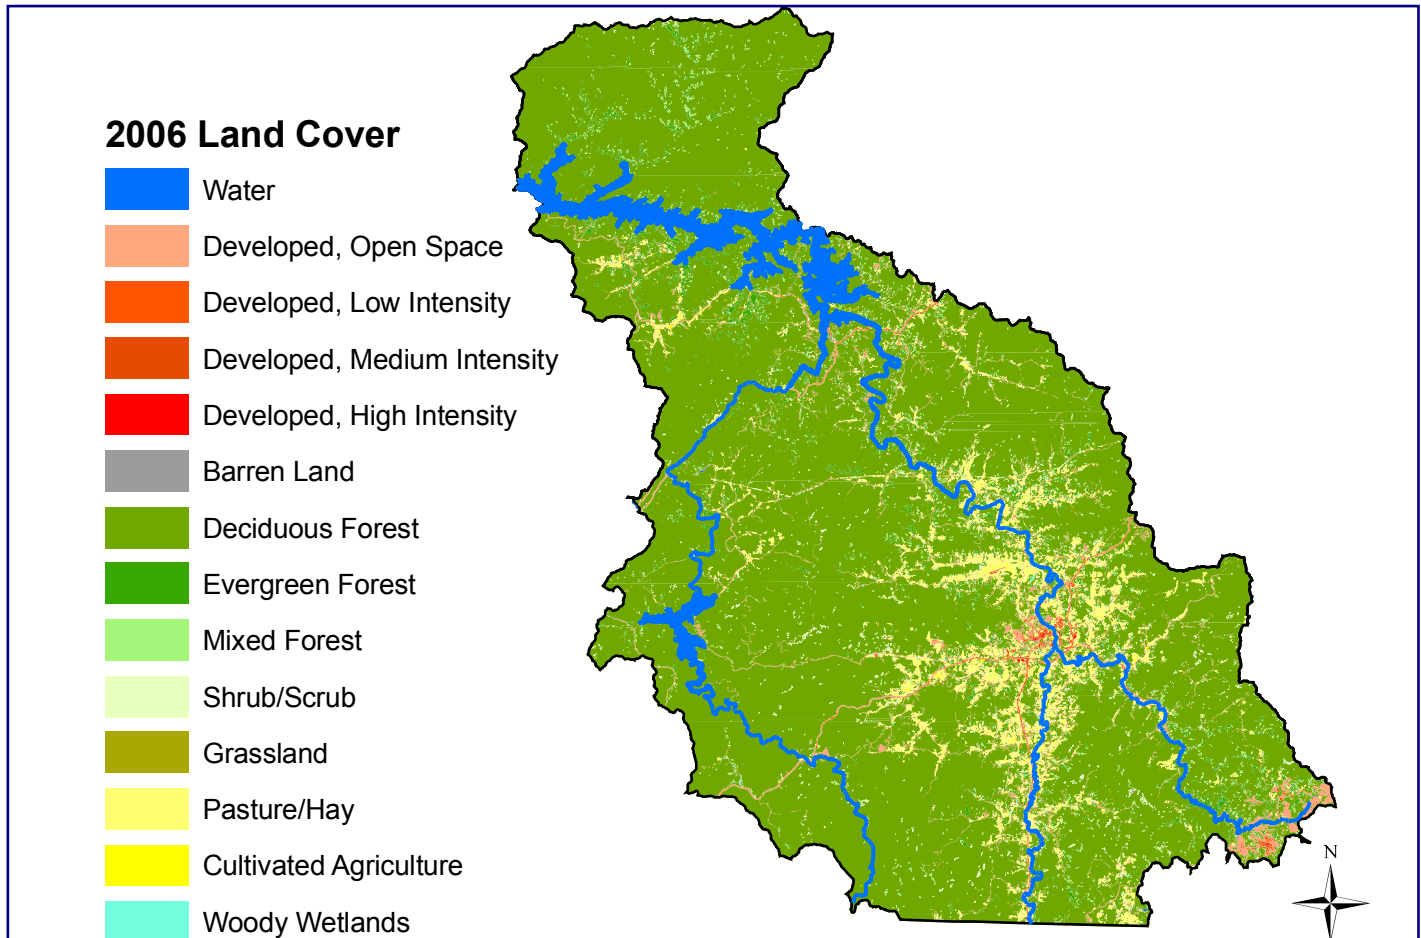 2006 Land Cover
Water
Developed, Open Space
Developed, Low Intensity
Developed, Medium Intensity
Developed, High Intensity
Barren Land
Deciduous Forest
Evergreen Forest
Mixed Forest
Shrub/Scrub
Grassland
Pasture/Hay
Cultivated Agriculture
Woody Wetlands
N